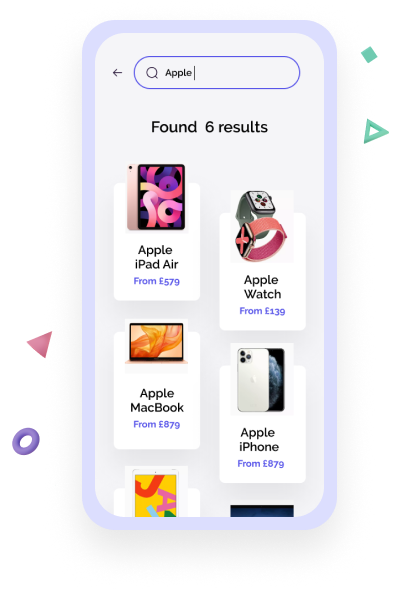 Apple
Found 6 results
Apple
iPad Air
From £579
Apple
Watch
From £139
Apple
MacBook
From £879
Apple
iPhone
From £879